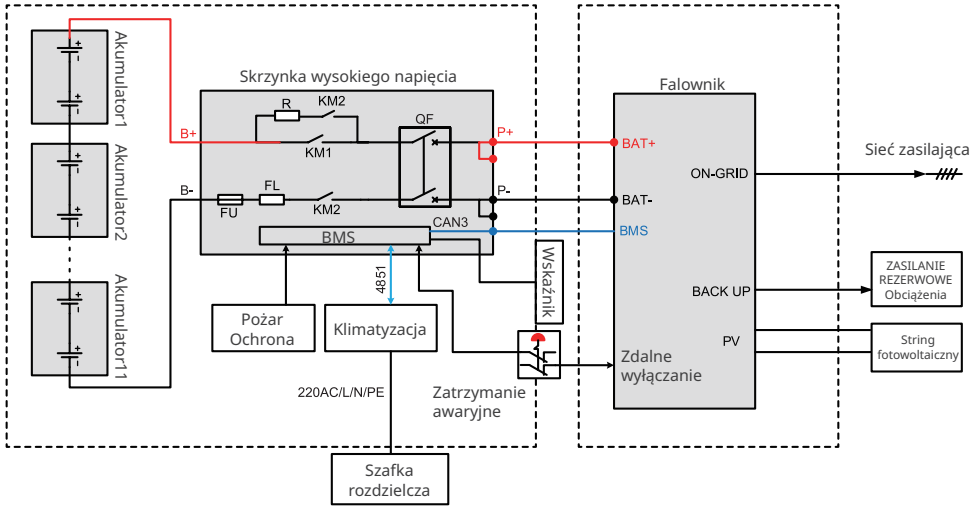 Akumulator1
Akumulator2
Akumulator11
Skrzynka wysokiego napięcia
B+
R
KM2
KM1
QF
P+
B-
FU
FL
KM2
P-
CAN3
BMS
4851
Pożar
Ochrona
Klimatyzacja
Wskaźnik
220AC/L/N/PE
Zatrzymanie
awaryjne
Szafka
rozdzielcza
Falownik
BAT+
BAT-
BMS
ON-GRID
BACK UP
PV
Zdalne
wyłączanie
Sieć zasilająca
ZASILANIE
REZERWOWE
Obciążenia
String
fotowoltaiczny